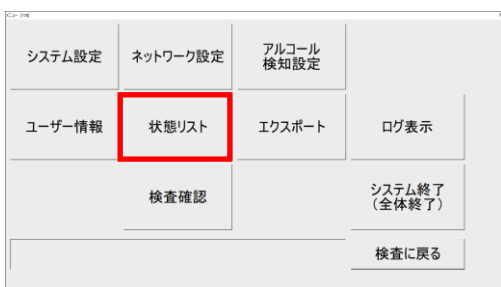 システム設定
ネットワーク設定
アルコール
検知設定
ユーザー情報
状態リスト
エクスポート
ログ表示
検査確認
システム終了
（全体終了）
検査に戻る